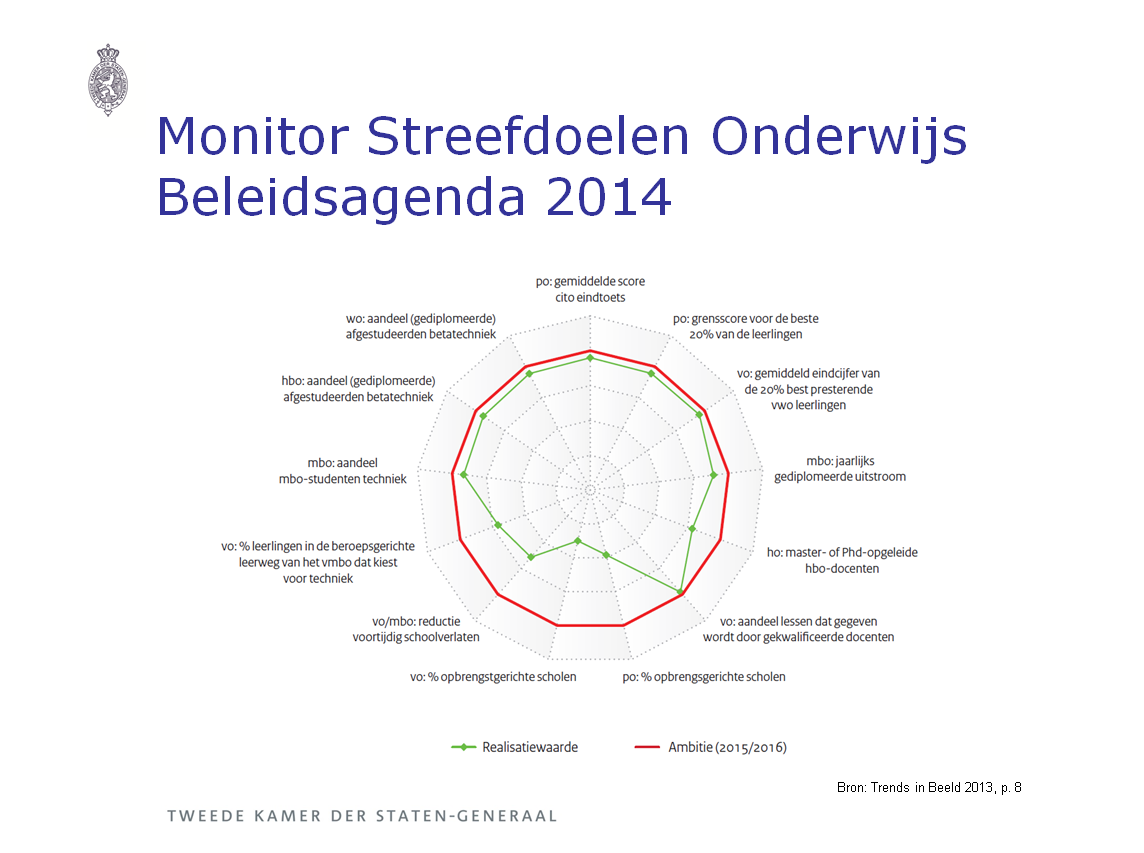 Monitor Streefdoelen Onderwijs
Beleidsagenda 2014
po: gemiddelde score
cito eindtoets
wo: aandeel (gediplomeerde)
afgestudeerden betatechniek
po: grensscore voor de beste
20% van de leerlingen
hbo: aandeel (gediplomeerde)
afgestudeerden betatechniek
vo: gemiddeld eindcijfer van
de 20% best presterende
vwo leerlingen
mbo: aandeel
mbo-studenten techniek
mbo: jaarlijks
gediplomeerde uitstroom
vo: % leerlingen in de beroepsgerichte
leerweg van het vmbo dat kiest
voor techniek
ho: master- of Phd-opgeleide
hbo-docenten
vo/mbo: reductie
voortijdig schoolverlaten
vo: aandeel lessen dat gegeven
wordt door gekwalificeerde docenten
vo: % opbrengstgerichte scholen
po: % opbrengsgerichte scholen
Realisatiewaarde
Ambitie (2015/2016)
Bron: Trends in Beeld 2013, p. 8
TWEEDE KAMER DER STATEN-GENERAAL